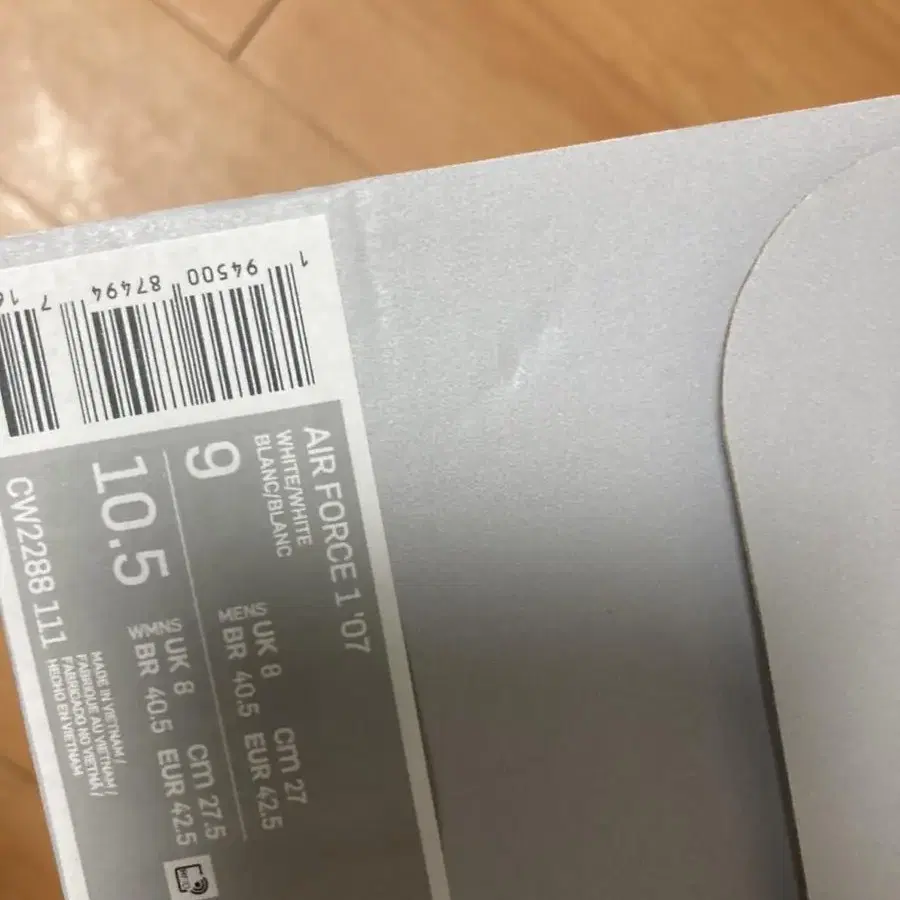 1 94500 87494 7
AIR FORCE 1 '07
WHITE/WHITE
BLANC/BLANC
9
MENS
UK 8 cm 27
BR 40.5 EUR 42.5
10.5
WMNS
UK 8 cm 27.5
BR 40.5 EUR 42.5
CW2288 111
MADE IN VIETNAM /
FABRIQUE AU VIETNAM /
FABRICADO NO VIETNÃ /
HECHO EN VIETNAM